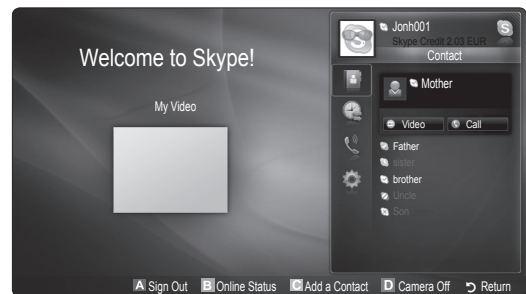 Welcome to Skype!
My Video
Jonh001
Skype Credit 2.03 EUR
Contact
Mother
Video
Call
Father
sister
brother
Uncle
Son
A Sign Out B Online Status C Add a Contact D Camera Off Return